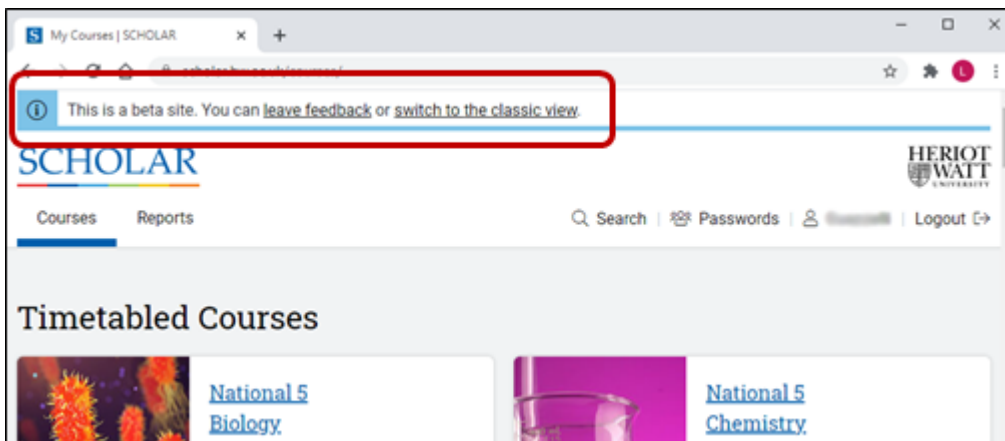 S My Courses | SCHOLAR
This is a beta site. You can leave feedback or switch to the classic view.
SCHOLAR
HERIOT
WATT
UNIVERSITY
Courses Reports Search Passwords Logout
Timetabled Courses
National 5
Biology
National 5
Chemistry